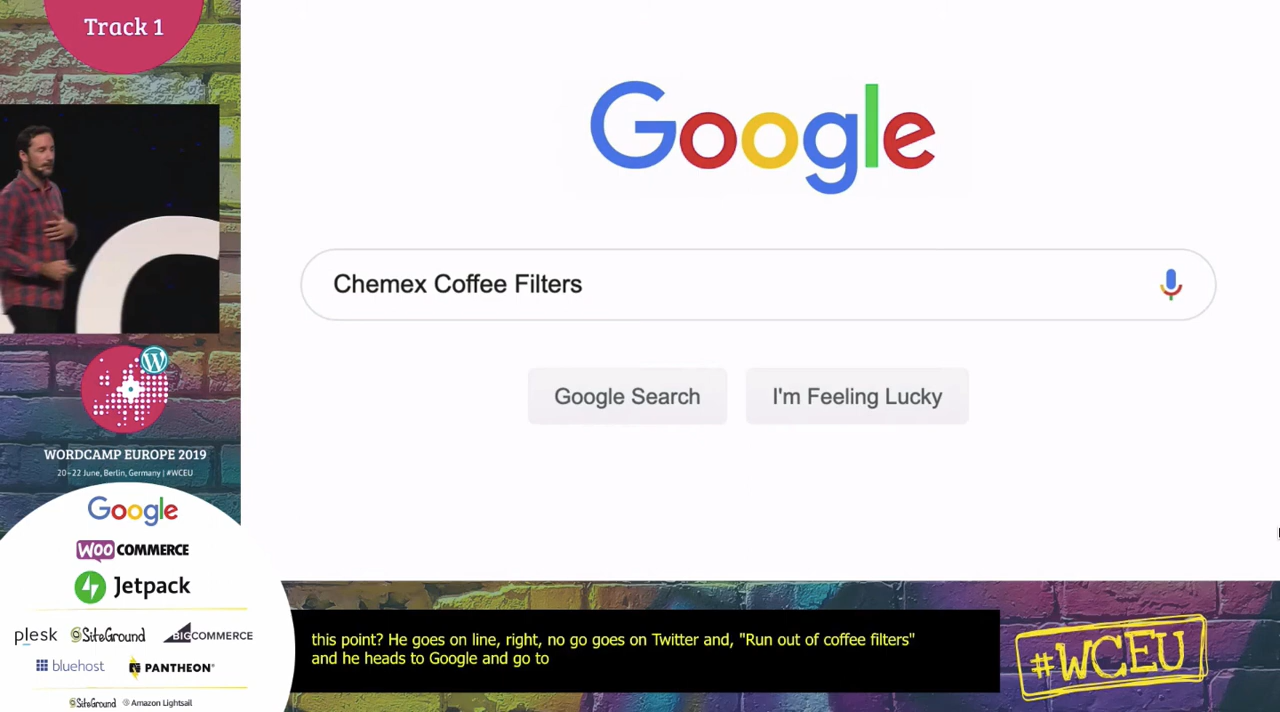 Track 1
Google
Chemex Coffee Filters
Google Search
I'm Feeling Lucky
WORDCAMP EUROPE 2019
20–22 June, Berlin, Germany | #WCEU
Google
WOO COMMERCE
Jetpack
plesk
SiteGround
BIGCOMMERCE
bluehost
PANTHEON®
SiteGround
Amazon Lightsail
this point? He goes on line, right, no go goes on Twitter and, "Run out of coffee filters"
and he heads to Google and go to
#WCEU